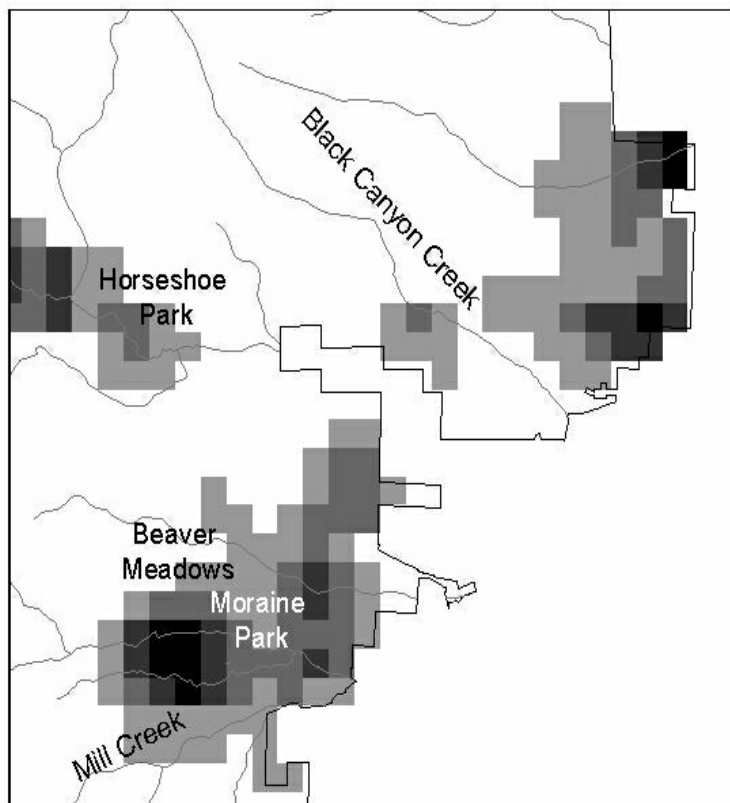 Black Canyon Creek
Horseshoe
Park
Beaver
Meadows
Moraine
Park
Mill Creek